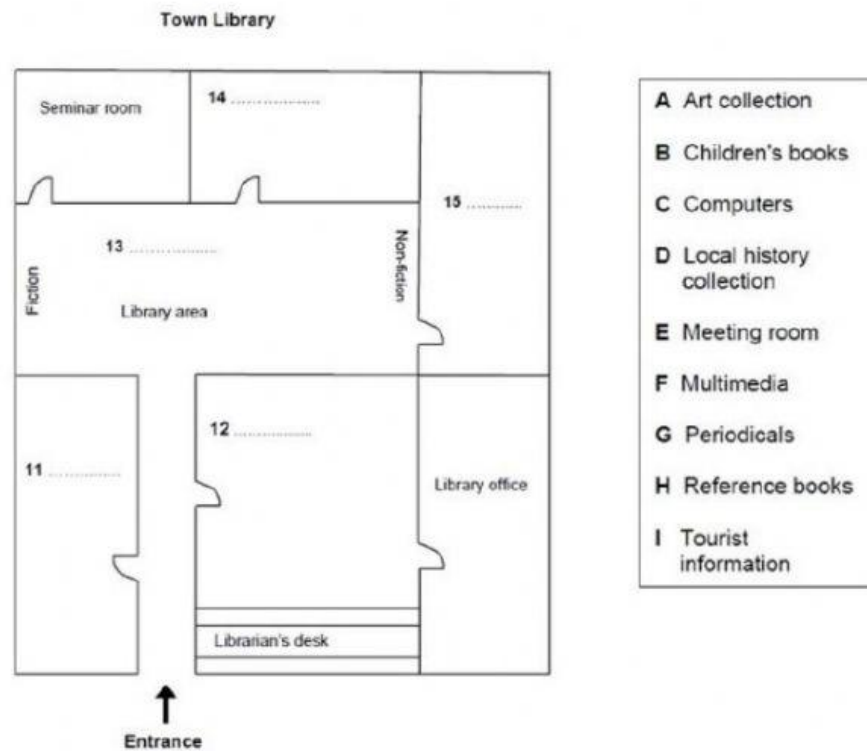 Town Library
Seminar room
14 ....................
15 ............
13 ...................
Fiction
Non-fiction
Library area
11 ................
12 ..................
Library office
Librarian's desk
Entrance
A Art collection
B Children's books
C Computers
D Local history
collection
E Meeting room
F Multimedia
G Periodicals
H Reference books
I Tourist
information